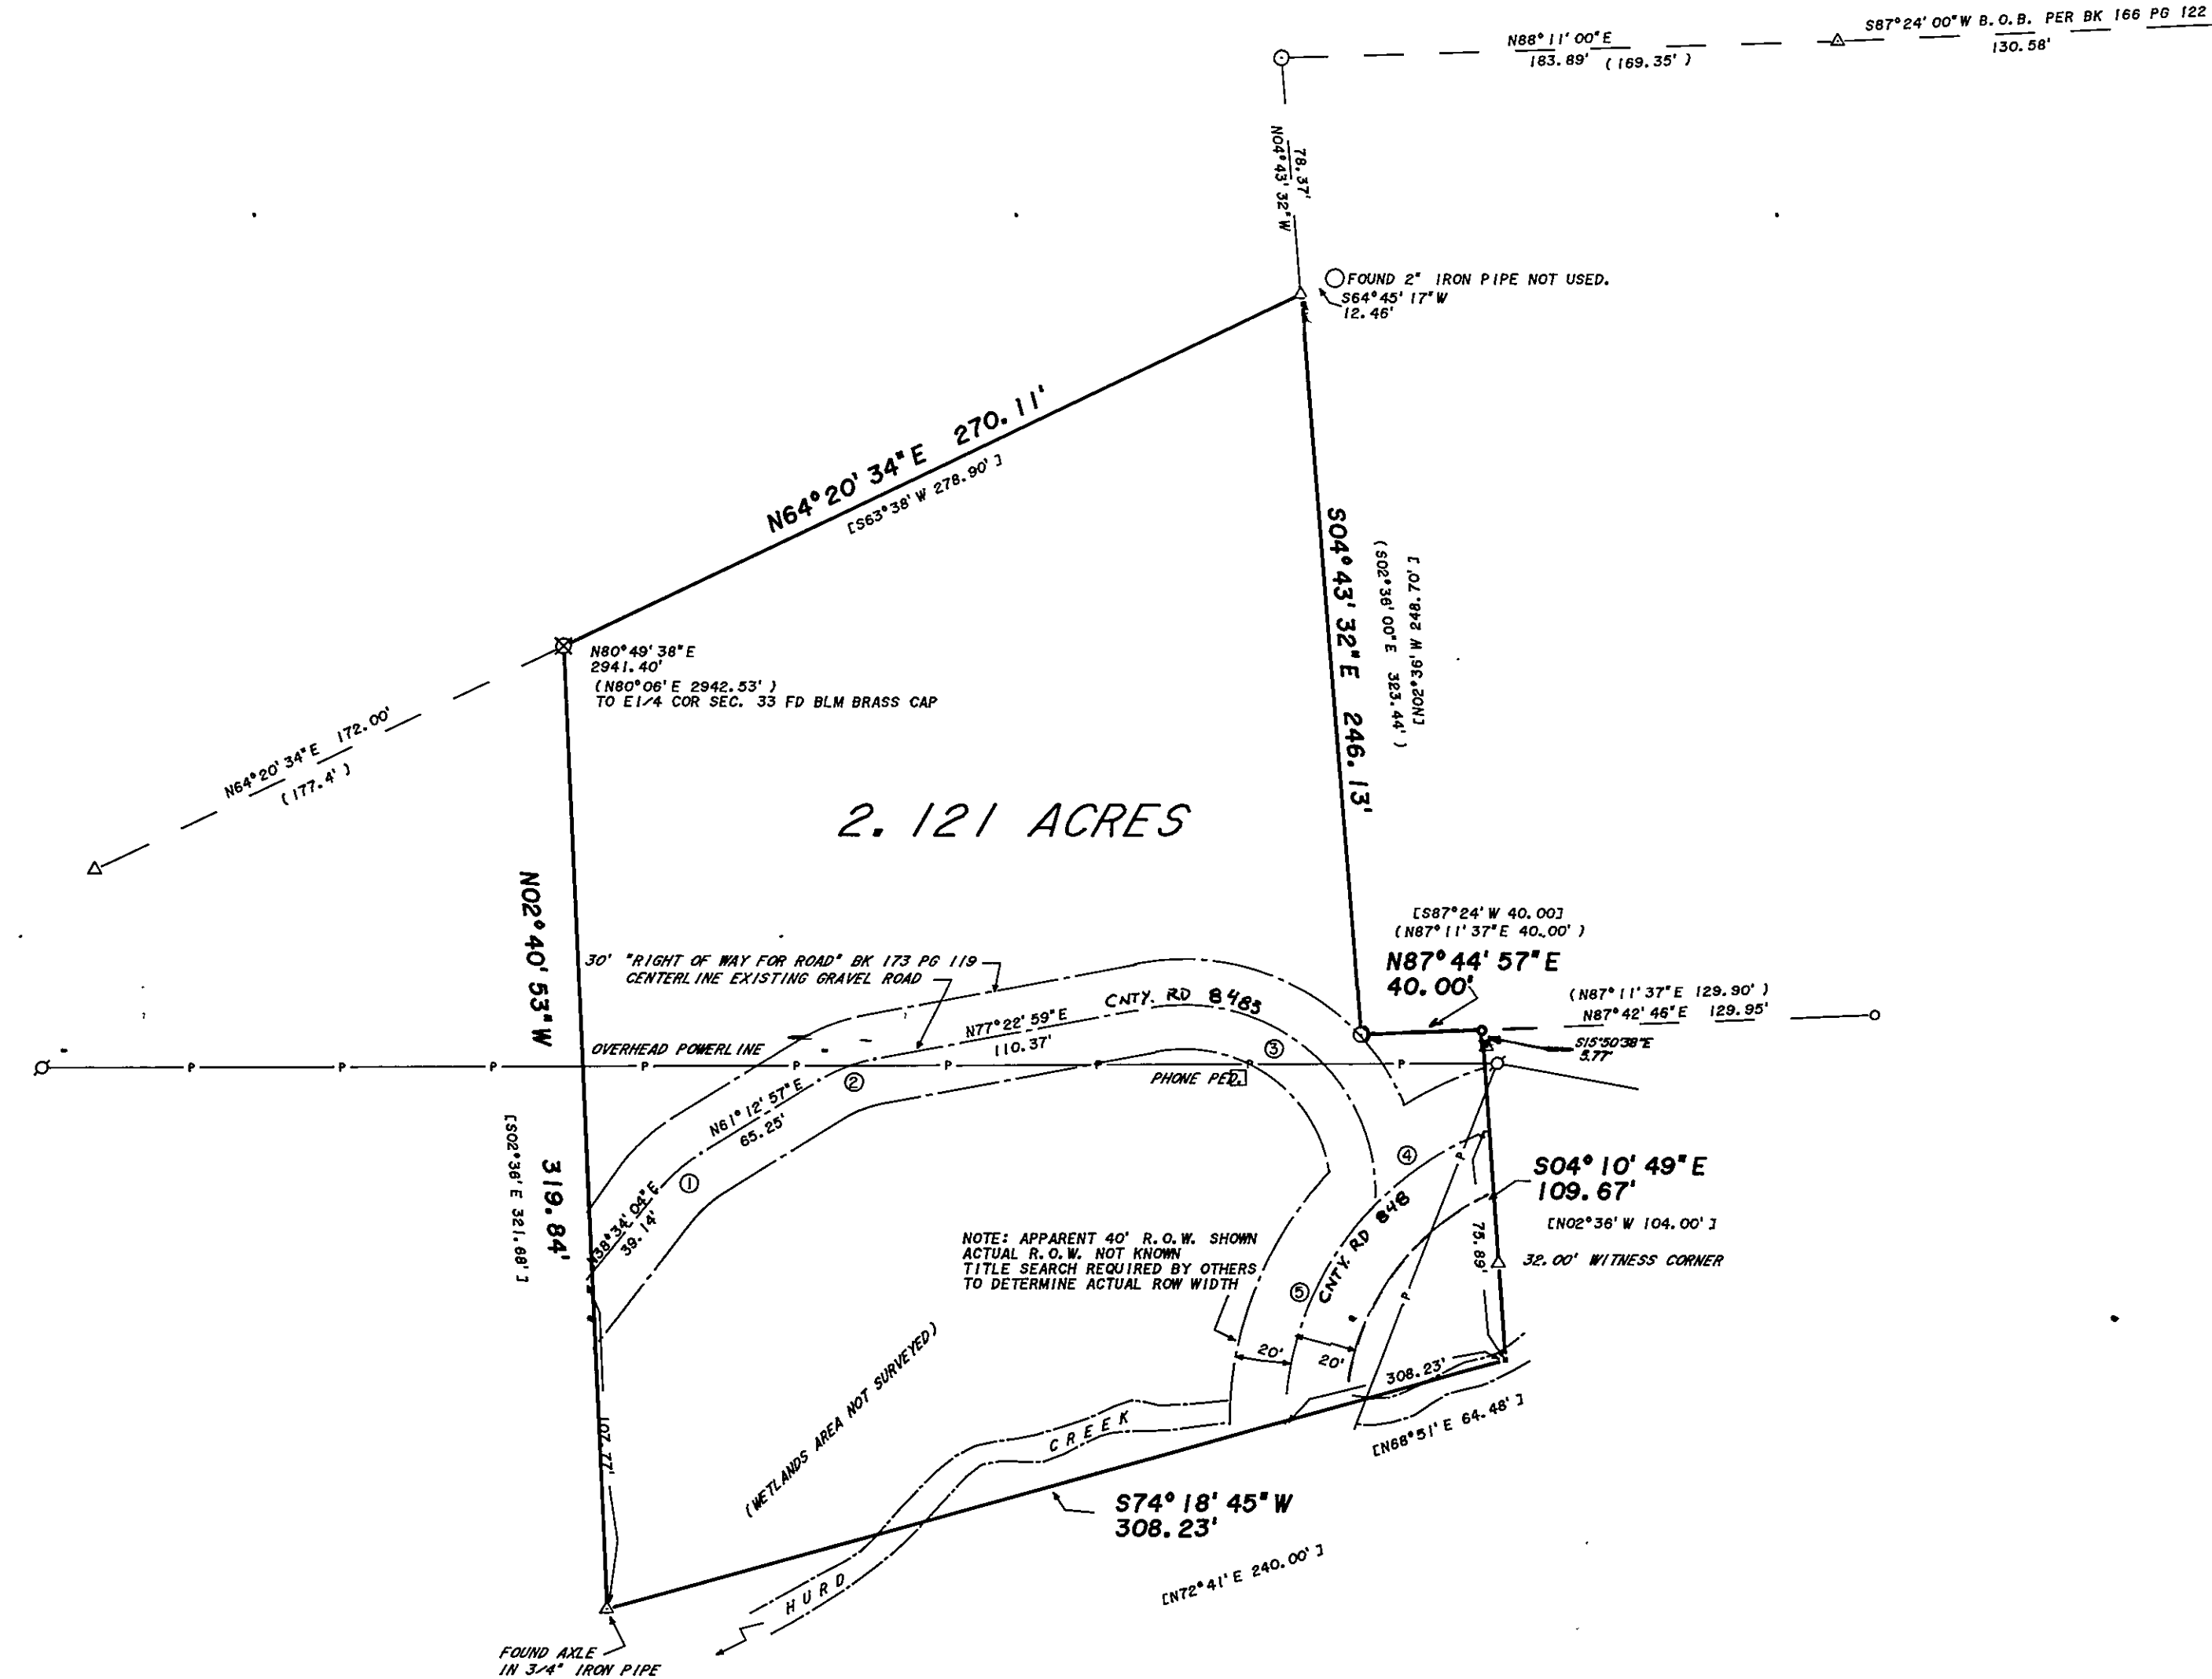 S87°24'00"W B.O.B. PER BK 166 PG 122
130.58'
N88°11'00"E
183.89' (169.35')
78.37'
N04°43'32"W
FOUND 2" IRON PIPE NOT USED.
S64°45'17"W
12.46'
N64°20'34"E 270.11'
[S63°38'W 278.90']
S04°43'32"E 246.13'
(S02°36'00"E 323.44')
[N02°36'W 248.70']
N80°49'38"E
2941.40'
(N80°06'E 2942.53')
TO E1/4 COR SEC. 33 FD BLM BRASS CAP
N64°20'34"E 172.00'
(177.4')
2.121 ACRES
N02°40'53"W 319.84'
[S02°36'E 321.68']
[S87°24'W 40.00]
(N87°11'37"E 40.00')
N87°44'57"E
40.00'
(N87°11'37"E 129.90')
N87°42'46"E 129.95'
S15°50'38"E
5.77'
30' "RIGHT OF WAY FOR ROAD" BK 173 PG 119
CENTERLINE EXISTING GRAVEL ROAD
CNTY. RD 8483
N77°22'59"E
110.37'
OVERHEAD POWERLINE
P P P P P P P P P
PHONE PED.
3
2
N61°12'57"E
65.25'
1
N38°34'04"E
39.14'
4
S04°10'49"E
109.67'
[N02°36'W 104.00']
75.89'
32.00' WITNESS CORNER
P
P
CNTY. RD 848
5
NOTE: APPARENT 40' R.O.W. SHOWN
ACTUAL R.O.W. NOT KNOWN
TITLE SEARCH REQUIRED BY OTHERS
TO DETERMINE ACTUAL ROW WIDTH
20'
20'
308.23'
[N68°51'E 64.48']
(WETLANDS AREA NOT SURVEYED)
107.77'
HURD CREEK
S74°18'45"W
308.23'
[N72°41'E 240.00']
FOUND AXLE
IN 3/4" IRON PIPE